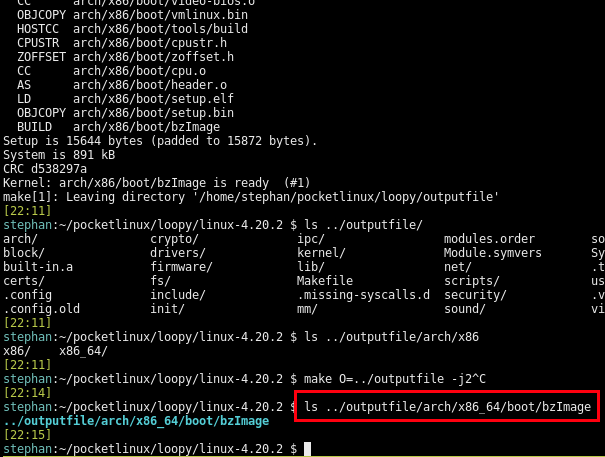 CC      arch/x86/boot/video-bios.o
OBJCOPY arch/x86/boot/vmlinux.bin
HOSTCC  arch/x86/boot/tools/build
CPUSTR  arch/x86/boot/cpustr.h
ZOFFSET arch/x86/boot/zoffset.h
CC      arch/x86/boot/cpu.o
AS      arch/x86/boot/header.o
LD      arch/x86/boot/setup.elf
OBJCOPY arch/x86/boot/setup.bin
BUILD   arch/x86/boot/bzImage
Setup is 15644 bytes (padded to 15872 bytes).
System is 891 kB
CRC d538297a
Kernel: arch/x86/boot/bzImage is ready  (#1)
make[1]: Leaving directory '/home/stephan/pocketlinux/loopy/outputfile'
[22:11]
stephan:~/pocketlinux/loopy/linux-4.20.2 $ ls ../outputfile/
arch/ crypto/ ipc/ modules.order so
block/ drivers/ kernel/ Module.symvers Sy
built-in.a firmware/ lib/ net/ .t
certs/ fs/ Makefile scripts/ us
.config include/ .missing-syscalls.d security/ .v
.config.old init/ mm/ sound/ vi
[22:11]
stephan:~/pocketlinux/loopy/linux-4.20.2 $ ls ../outputfile/arch/x86
x86/    x86_64/
[22:11]
stephan:~/pocketlinux/loopy/linux-4.20.2 $ make O=../outputfile -j2^C
[22:14]
stephan:~/pocketlinux/loopy/linux-4.20.2 $ ls ../outputfile/arch/x86_64/boot/bzImage
../outputfile/arch/x86_64/boot/bzImage
[22:15]
stephan:~/pocketlinux/loopy/linux-4.20.2 $